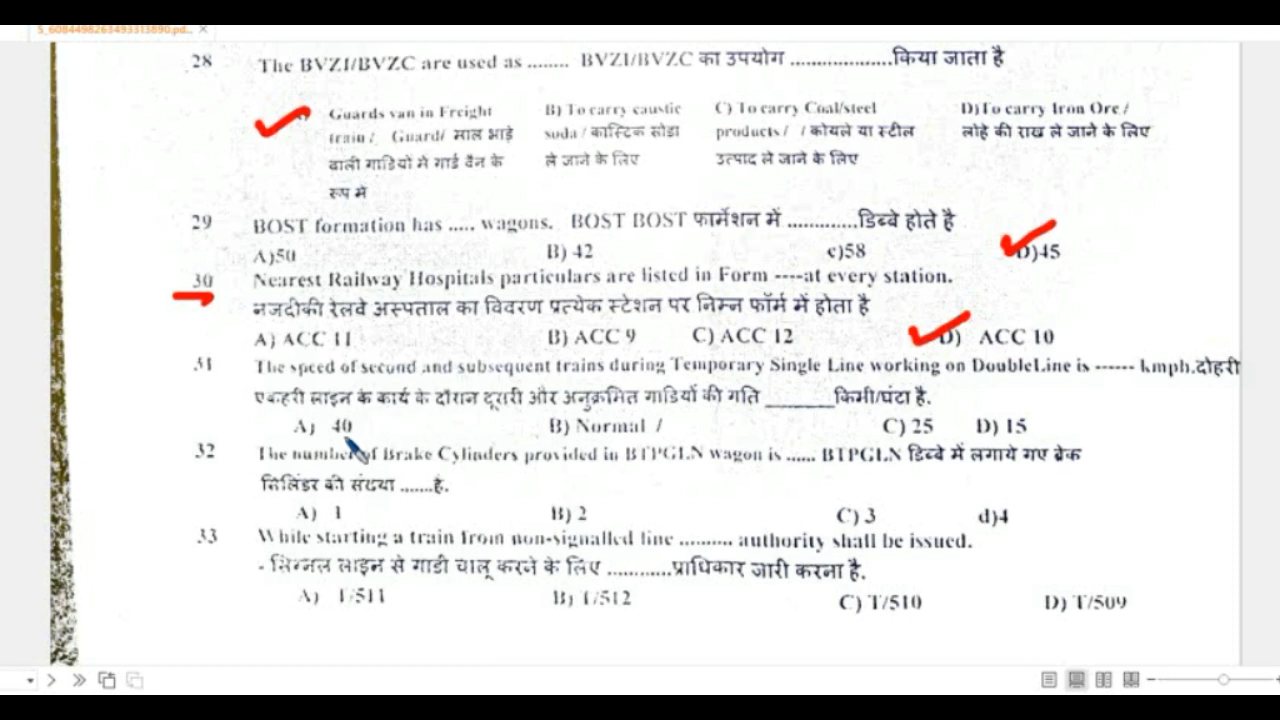 5_6084498263493313890.pd...
28 The BVZI/BVZC are used as ........ BVZI/BVZC का उपयोग ...................किया जाता है
Guards van in Freight B) To carry caustic C) To carry Coal/steel D)To carry Iron Ore /
train / Guard/ माल भाड़े soda / कास्टिक सोडा products / / कोयले या स्टील लोहे की राख ले जाने के लिए
वाली गाडियों में गार्ड वैन के ले जाने के लिए उत्पाद ले जाने के लिए
रूप में
29 BOST formation has ..... wagons. BOST BOST फार्मेशन में .............डिब्बे होते है
A)50 B) 42 c)58 D)45
30 Nearest Railway Hospitals particulars are listed in Form ----at every station.
नजदीकी रेलवे अस्पताल का विवरण प्रत्येक स्टेशन पर निम्न फॉर्म में होता है
A) ACC 11 B) ACC 9 C) ACC 12 D) ACC 10
31 The speed of second and subsequent trains during Temporary Single Line working on DoubleLine is ------ kmph.दोहरी
एकहरी लाइन के कार्य के दौरान दूसरी और अनुक्रमित गाडियों की गति ________किमी/घंटा है.
A) 40 B) Normal / C) 25 D) 15
32 The number of Brake Cylinders provided in BTPGLN wagon is ...... BTPGLN डिब्बे में लगाये गए ब्रेक
सिलिंडर की संख्या .......है.
A) 1 B) 2 C) 3 d)4
33 While starting a train from non-signalled line .......... authority shall be issued.
- सिग्नल लाइन से गाडी चालू करने के लिए ............प्राधिकार जारी करना है.
A) T/511 B) T/512 C) T/510 D) T/509